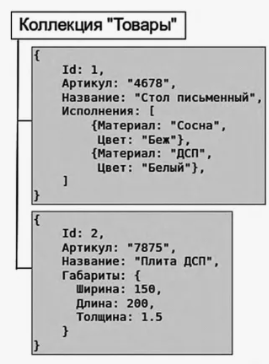 Коллекция "Товары"
{
Id: 1,
Артикул: "4678",
Название: "Стол письменный",
Исполнения: [
{Материал: "Сосна",
Цвет: "Беж"},
{Материал: "ДСП",
Цвет: "Белый"},
]
}
{
Id: 2,
Артикул: "7875",
Название: "Плита ДСП",
Габариты: {
Ширина: 150,
Длина: 200,
Толщина: 1.5
}
}